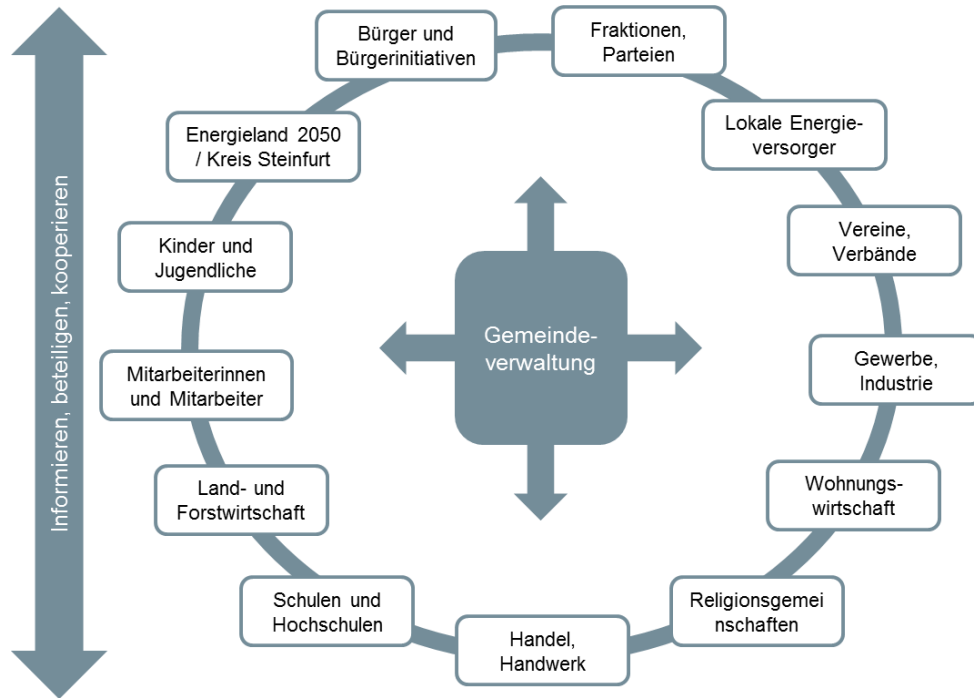 Informieren, beteiligen, kooperieren
Bürger und
Bürgerinitiativen
Fraktionen,
Parteien
Energieland 2050
/ Kreis Steinfurt
Lokale Energie-
versorger
Kinder und
Jugendliche
Vereine,
Verbände
Gemeinde-
verwaltung
Mitarbeiterinnen
und Mitarbeiter
Gewerbe,
Industrie
Land- und
Forstwirtschaft
Wohnungs-
wirtschaft
Schulen und
Hochschulen
Religionsgemei
nschaften
Handel,
Handwerk